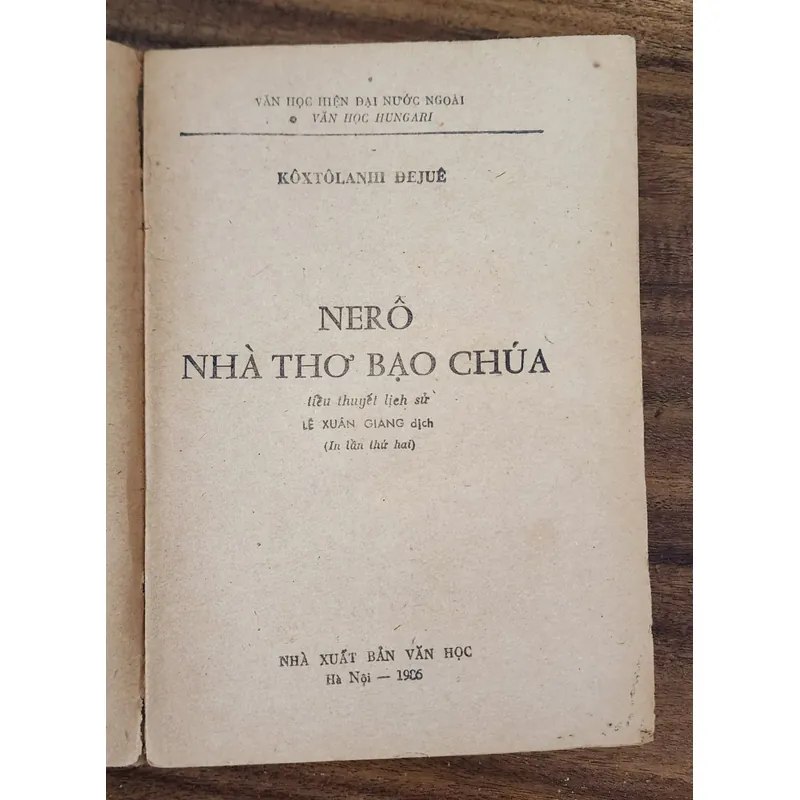 VĂN HỌC HIỆN ĐẠI NƯỚC NGOÀI
VĂN HỌC HUNGARI
KÔXTÔLANHI ĐEJUÊ
NERÔ
NHÀ THƠ BẠO CHÚA
tiểu thuyết lịch sử
LÊ XUÂN GIANG dịch
(In lần thứ hai)
NHÀ XUẤT BẢN VĂN HỌC
Hà Nội — 1986